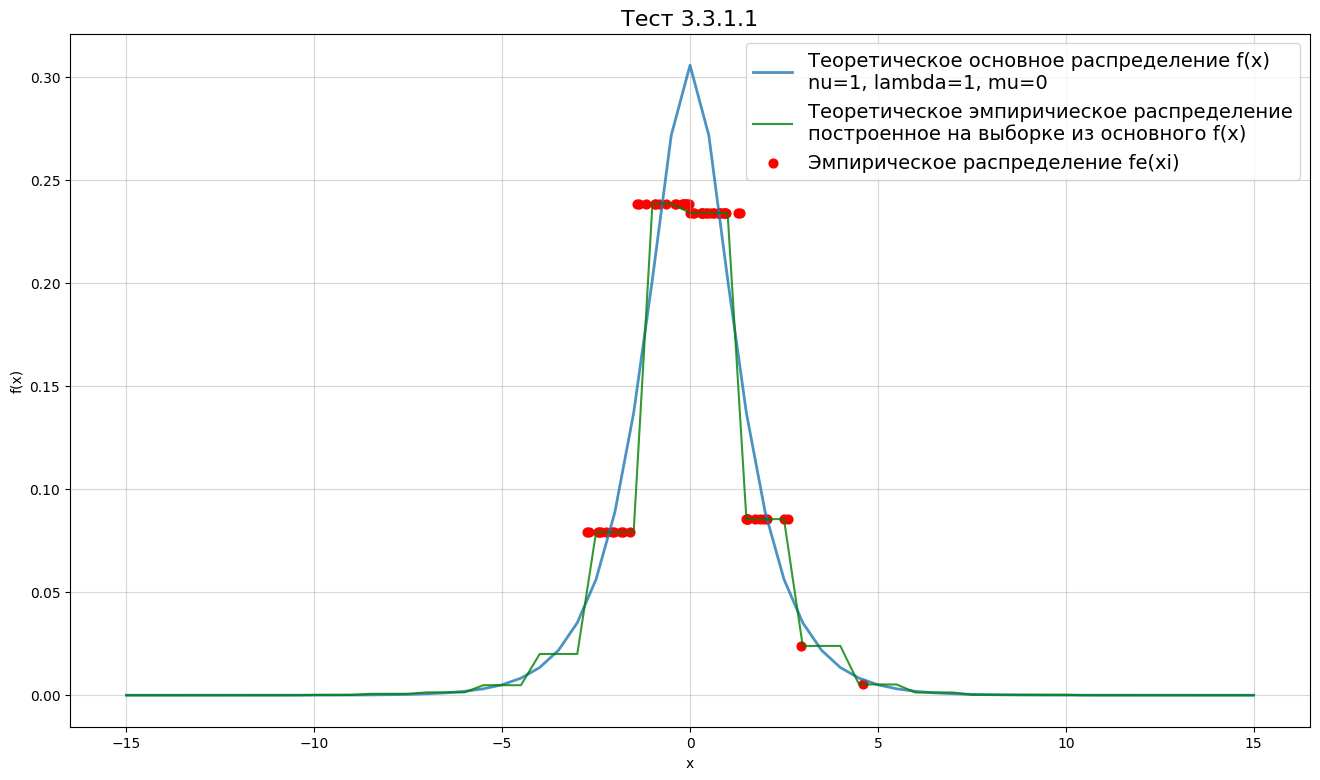 Тест 3.3.1.1
Теоретическое основное распределение f(x)
nu=1, lambda=1, mu=0
Теоретическое эмпиричиеское распределение
построенное на выборке из основного f(x)
Эмпирическое распределение fe(xi)
f(x)
0.30
0.25
0.20
0.15
0.10
0.05
0.00
−15
−10
−5
0
5
10
15
x